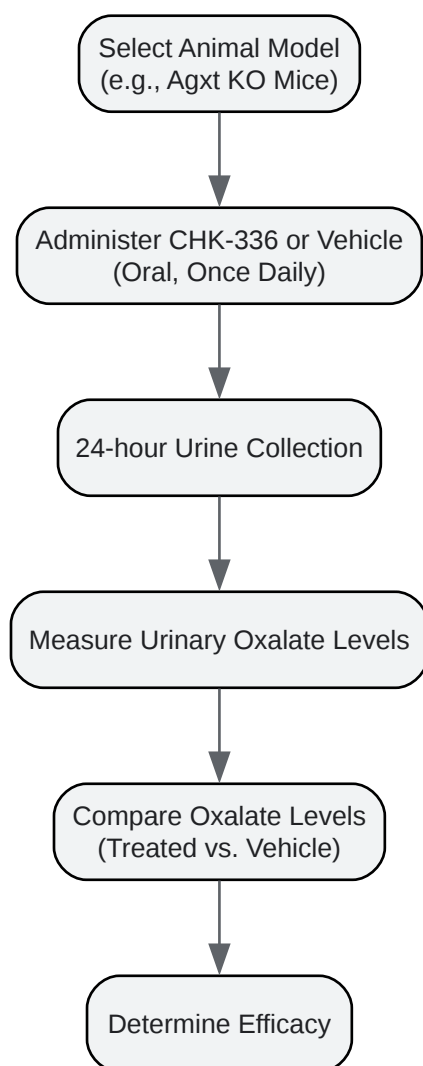 Select Animal Model
(e.g., Agxt KO Mice)
Administer CHK-336 or Vehicle
(Oral, Once Daily)
24-hour Urine Collection
Measure Urinary Oxalate Levels
Compare Oxalate Levels
(Treated vs. Vehicle)
Determine Efficacy